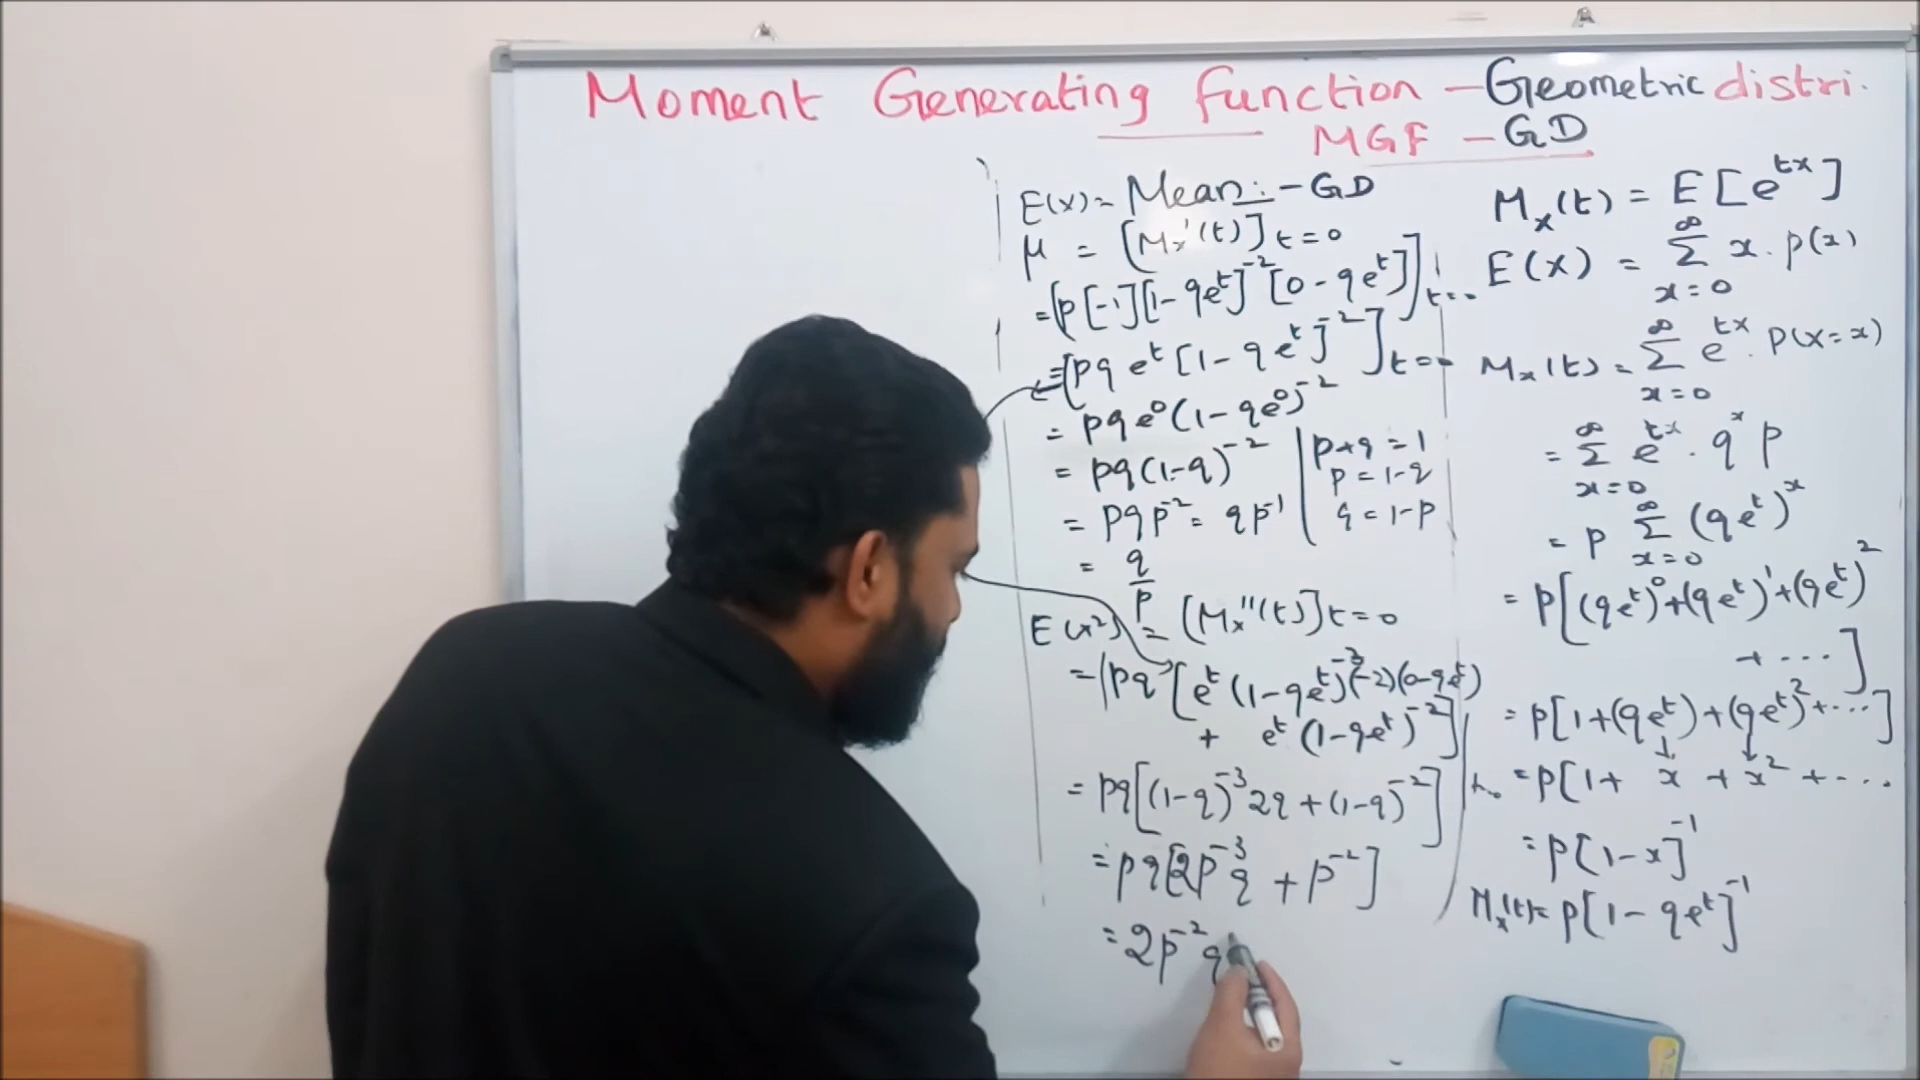 Moment Generating Function - Geometric distri.
MGF - GD
E(x) = Mean :- GD
μ = [Mx'(t)] t=0
= [p[-1][1-qe^t]^-2 [0-qe^t]] t=0
= [pq e^t [1-qe^t]^-2] t=0
= pq e^0 (1-qe^0)^-2
= pq(1-q)^-2
p+q = 1
p = 1-q
q = 1-p
= pq p^-2 = qp^-1
= q/p
E(x^2) = [Mx''(t)] t=0
= [pq [e^t (1-qe^t)^-3 (-2)(0-qe^t)
+ e^t (1-qe^t)^-2]] t=0
= pq[(1-q)^-3 2q + (1-q)^-2]
= pq[2p^-3 q + p^-2]
= 2p^-2 q
Mx(t) = E[e^tx]
E(x) = ∞ Σ x=0 x. p(x)
Mx(t) = ∞ Σ x=0 e^tx. P(X=x)
= ∞ Σ x=0 e^tx. q^x p
= p ∞ Σ x=0 (qe^t)^x
= p[(qe^t)^0 + (qe^t)^1 + (qe^t)^2
+ ...]
= p[1+(qe^t)+(qe^t)^2+...]
= p[1+ x + x^2 + ...
= p[1-x]^-1
Mx(t) = p[1-qe^t]^-1